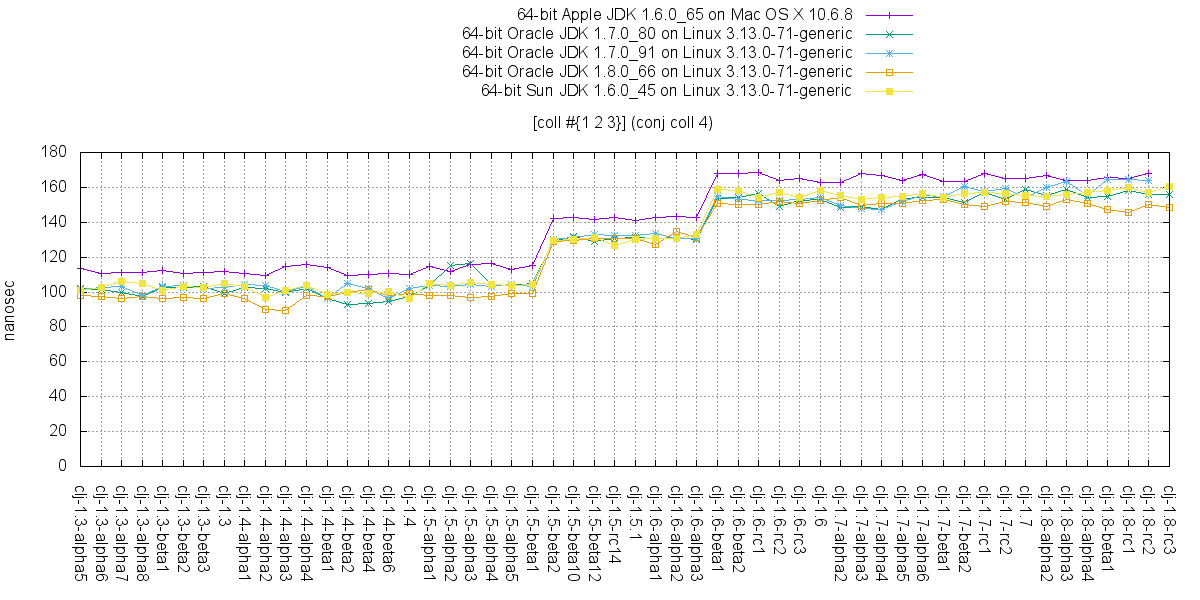 64-bit Apple JDK 1.6.0_65 on Mac OS X 10.6.8
64-bit Oracle JDK 1.7.0_80 on Linux 3.13.0-71-generic
64-bit Oracle JDK 1.7.0_91 on Linux 3.13.0-71-generic
64-bit Oracle JDK 1.8.0_66 on Linux 3.13.0-71-generic
64-bit Sun JDK 1.6.0_45 on Linux 3.13.0-71-generic
[coll #{1 2 3}] (conj coll 4)
nanosec
180
160
140
120
100
80
60
40
20
0
clj-1.3-alpha5
clj-1.3-alpha6
clj-1.3-alpha7
clj-1.3-alpha8
clj-1.3-beta1
clj-1.3-beta2
clj-1.3-beta3
clj-1.3
clj-1.4-alpha1
clj-1.4-alpha2
clj-1.4-alpha3
clj-1.4-alpha4
clj-1.4-beta1
clj-1.4-beta2
clj-1.4-beta4
clj-1.4-beta6
clj-1.4
clj-1.5-alpha1
clj-1.5-alpha2
clj-1.5-alpha3
clj-1.5-alpha4
clj-1.5-alpha5
clj-1.5-beta1
clj-1.5-beta2
clj-1.5-beta10
clj-1.5-beta12
clj-1.5-rc14
clj-1.5.1
clj-1.6-alpha1
clj-1.6-alpha2
clj-1.6-alpha3
clj-1.6-beta1
clj-1.6-beta2
clj-1.6-rc1
clj-1.6-rc2
clj-1.6-rc3
clj-1.6
clj-1.7-alpha2
clj-1.7-alpha3
clj-1.7-alpha4
clj-1.7-alpha5
clj-1.7-alpha6
clj-1.7-beta1
clj-1.7-beta2
clj-1.7-rc1
clj-1.7-rc2
clj-1.7
clj-1.8-alpha2
clj-1.8-alpha3
clj-1.8-alpha4
clj-1.8-beta1
clj-1.8-rc1
clj-1.8-rc2
clj-1.8-rc3